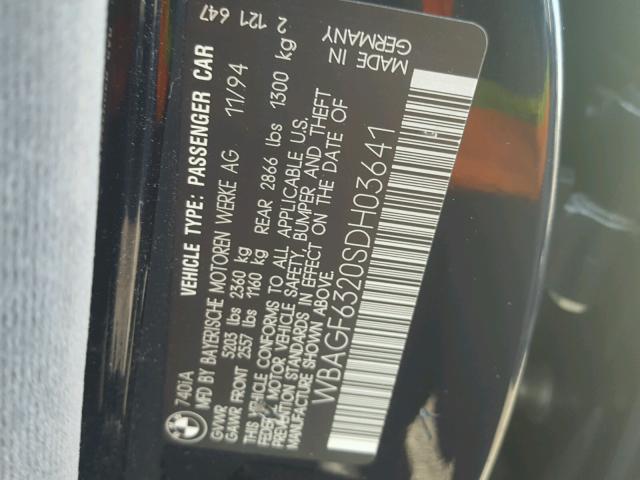 740iA
VEHICLE TYPE: PASSENGER CAR
MFD BY BAYERISCHE MOTOREN WERKE AG 11/94
GVWR 5203 lbs 2360 kg
GAWR FRONT 2557 lbs 1160 kg REAR 2866 lbs 1300 kg
THIS VEHICLE CONFORMS TO ALL APPLICABLE U.S.
FEDERAL MOTOR VEHICLE SAFETY, BUMPER AND THEFT
PREVENTION STANDARDS IN EFFECT ON THE DATE OF
MANUFACTURE SHOWN ABOVE.
WBAGF6320SDH03641
2 121 647
MADE IN
GERMANY